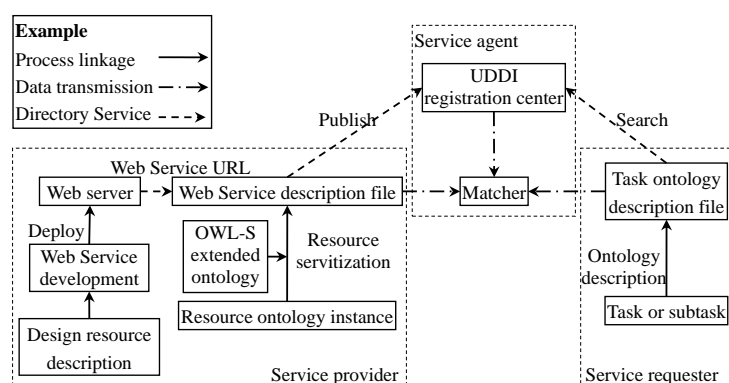 Example
Process linkage
Data transmission
Directory Service
Service agent
UDDI
registration center
Publish
Search
Web Service URL
Web server
Web Service description file
Matcher
Task ontology
description file
Deploy
OWL-S
extended
ontology
Resource
servitization
Web Service
development
Ontology
description
Resource ontology instance
Task or subtask
Design resource
description
Service provider
Service requester